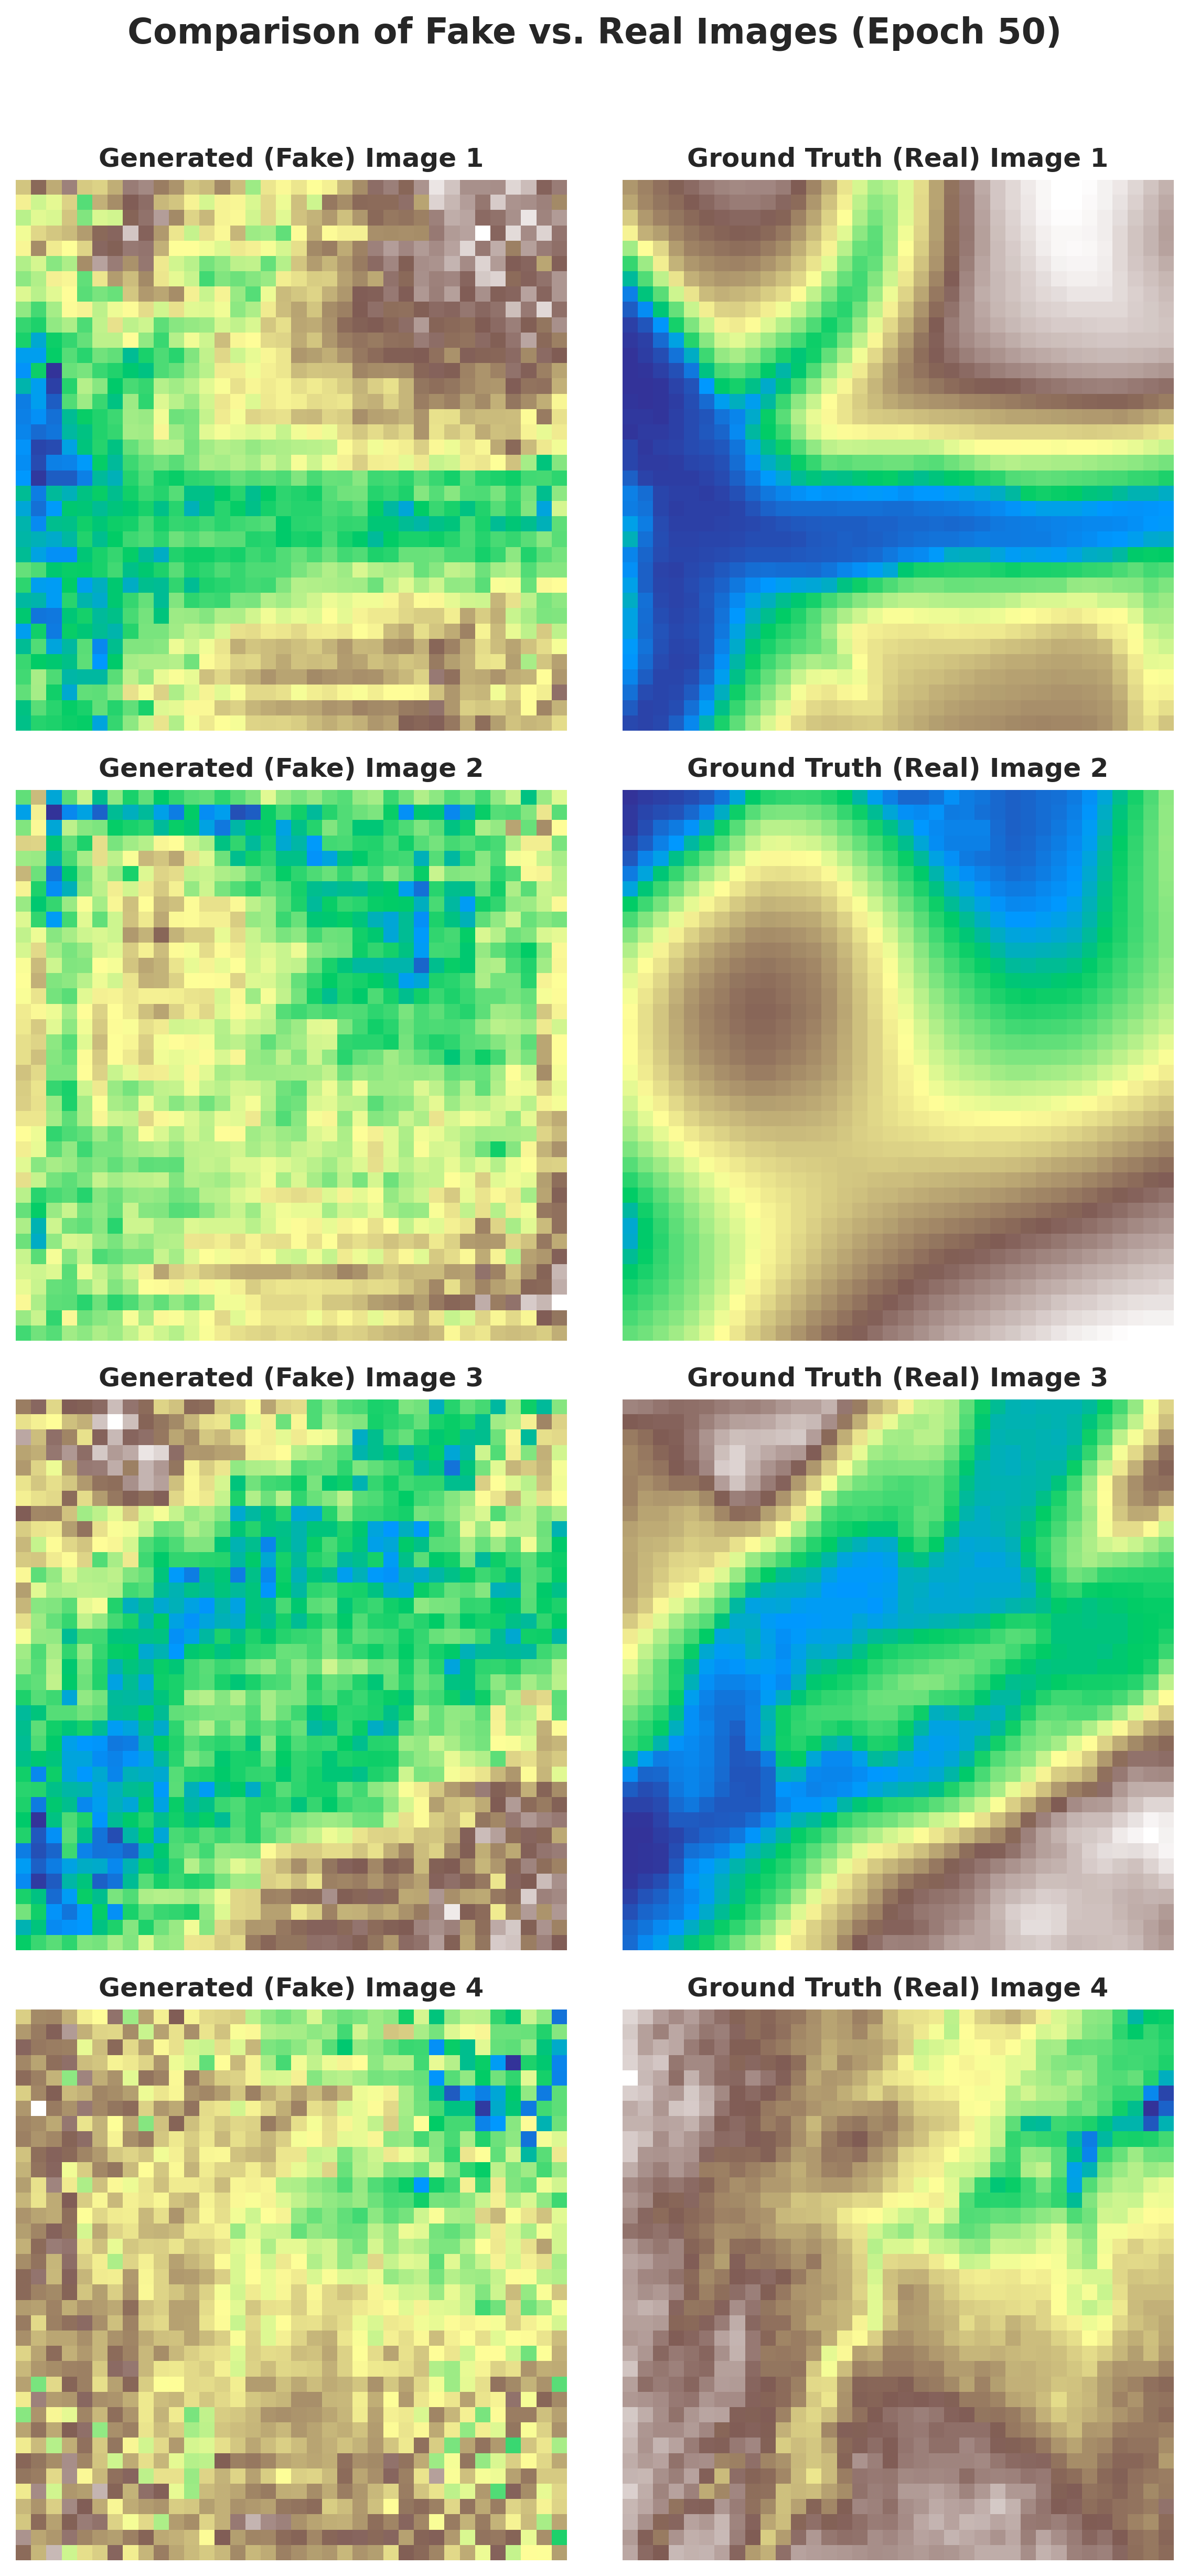 Comparison of Fake vs. Real Images (Epoch 50)
Generated (Fake) Image 1
Ground Truth (Real) Image 1
Generated (Fake) Image 2
Ground Truth (Real) Image 2
Generated (Fake) Image 3
Ground Truth (Real) Image 3
Generated (Fake) Image 4
Ground Truth (Real) Image 4